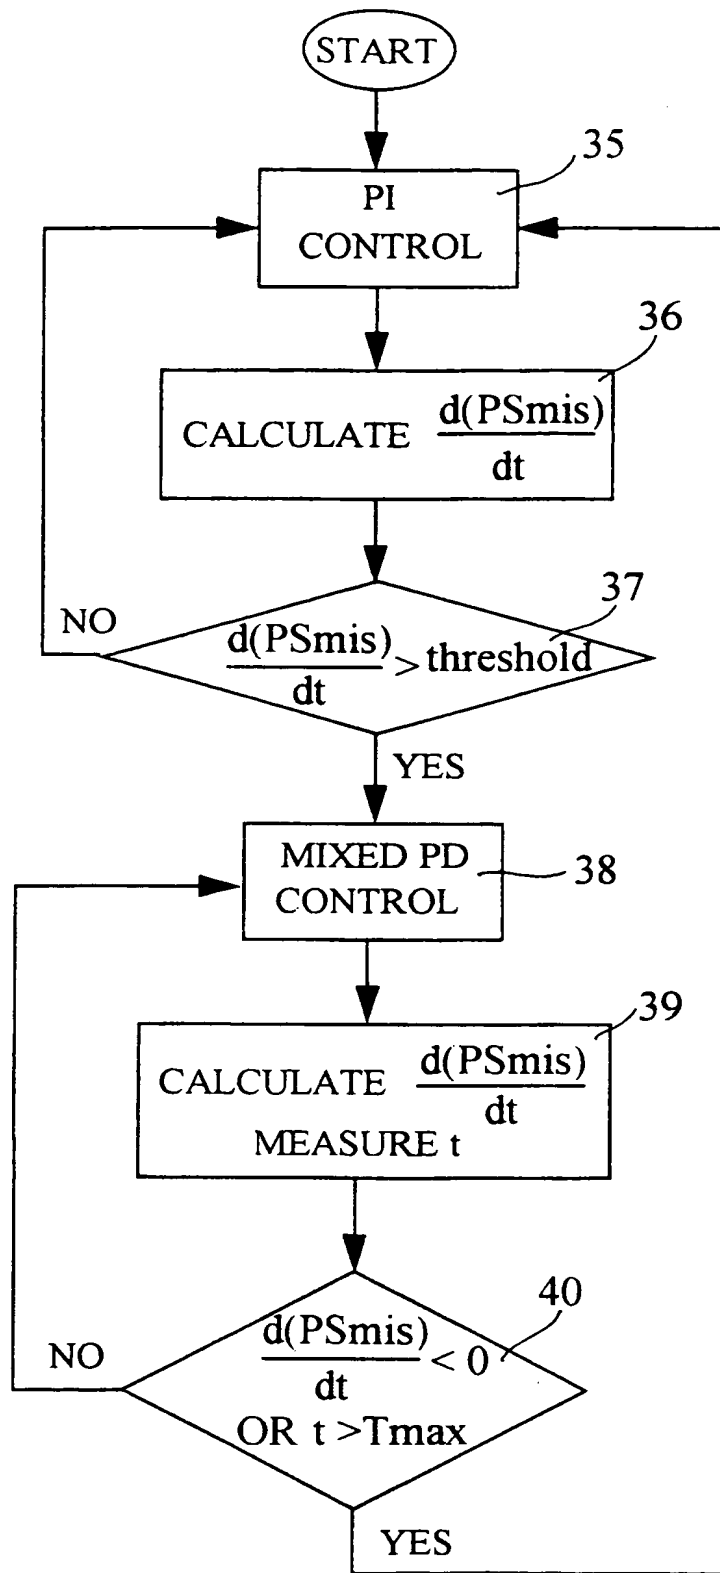 START
35
PI
CONTROL
36
CALCULATE d(PSmis)
dt
37
NO
d(PSmis)
dt
> threshold
YES
MIXED PD
CONTROL
38
39
CALCULATE d(PSmis)
dt
MEASURE t
40
NO
d(PSmis)
dt
< 0
OR t >Tmax
YES